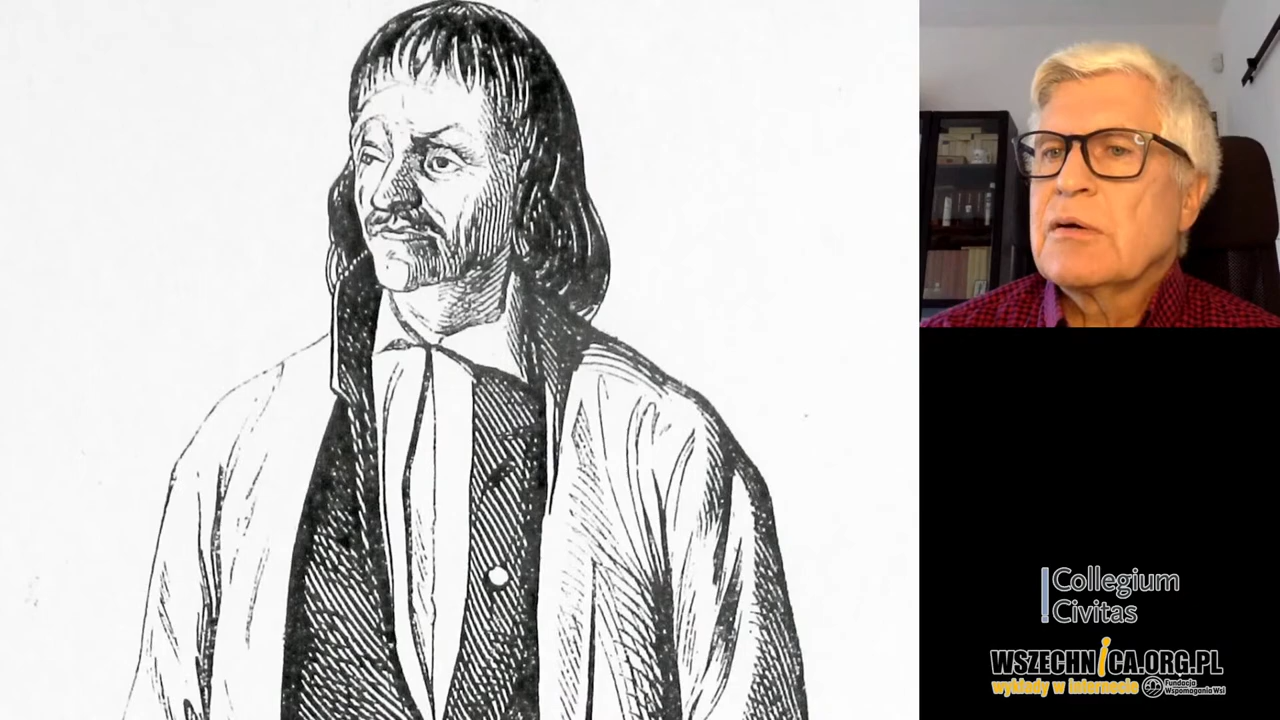 Collegium
Civitas
WSZECHNiCA.ORG.PL
wykłady w internecie
Fundacja
Wspomagania Wsi